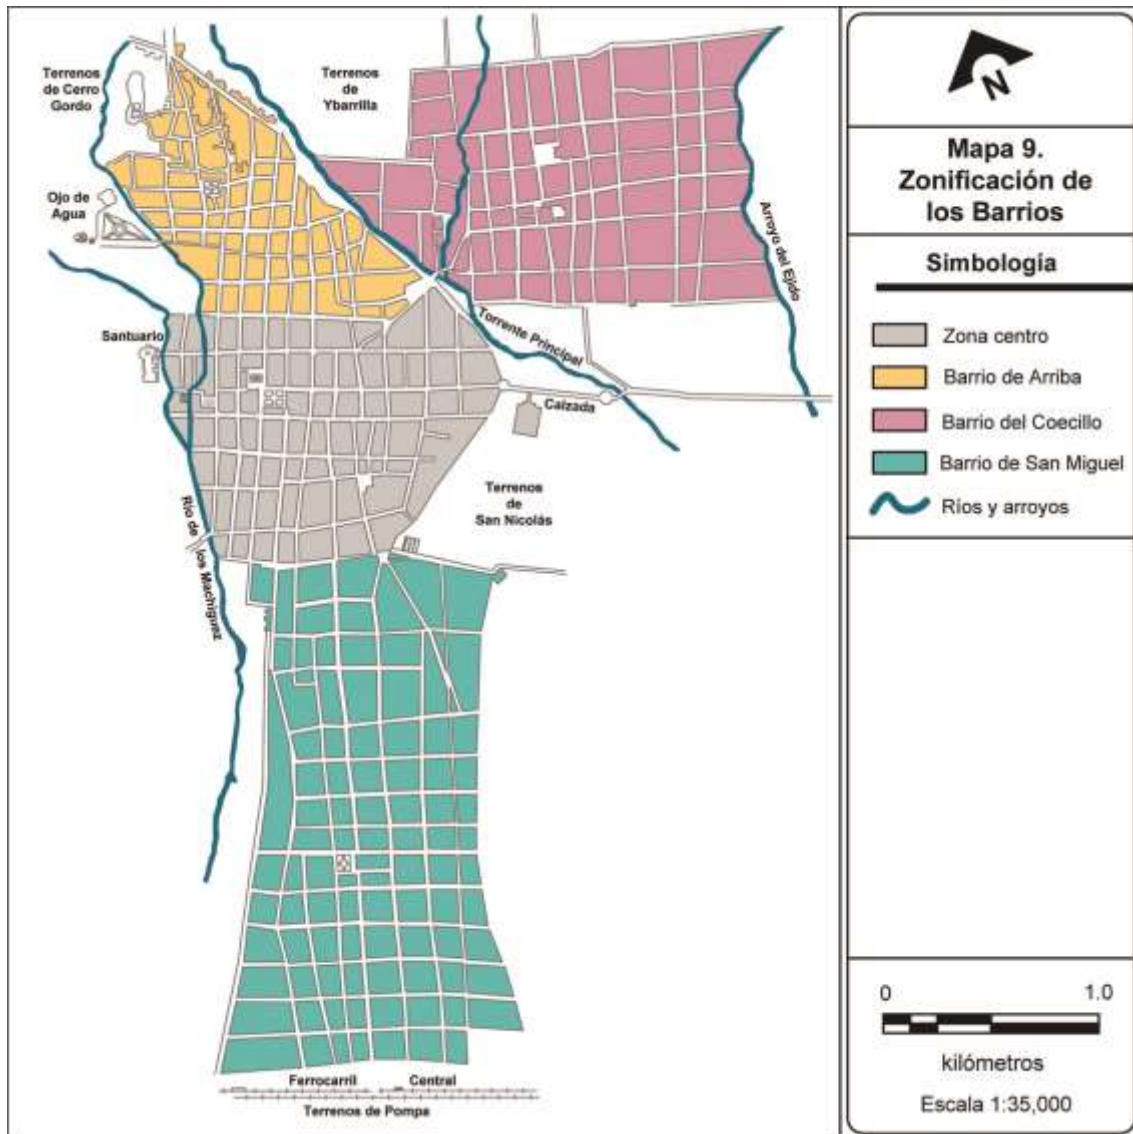 Terrenos
de Cerro
Gordo
Terrenos
de
Ybarrilla
Ojo de
Agua
Arroyo del Ejido
Santuario
Torrente Principal
Calzada
Terrenos
de
San Nicolás
Río de los Machiguez
Ferrocarril Central
Terrenos de Pompa
N
Mapa 9.
Zonificación de
los Barrios
Simbología
Zona centro
Barrio de Arriba
Barrio del Coecillo
Barrio de San Miguel
Ríos y arroyos
0 1.0
kilómetros
Escala 1:35,000